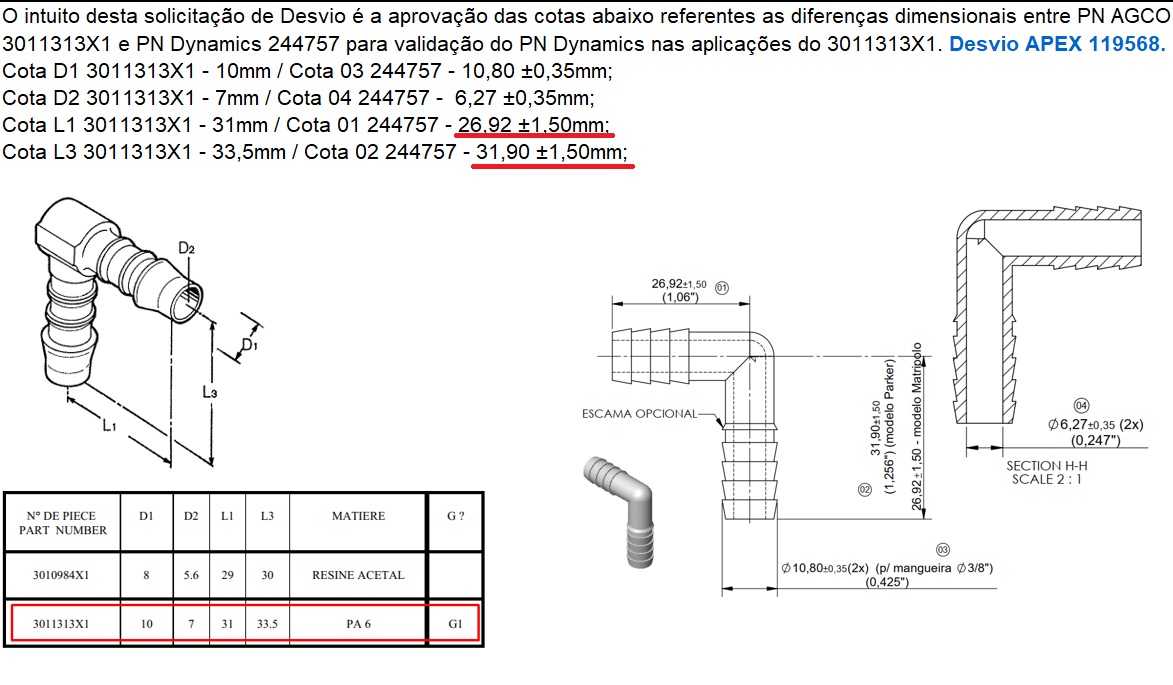 O intuito desta solicitação de Desvio é a aprovação das cotas abaixo referentes as diferenças dimensionais entre PN AGCO
3011313X1 e PN Dynamics 244757 para validação do PN Dynamics nas aplicações do 3011313X1. Desvio APEX 119568.
Cota D1 3011313X1 - 10mm / Cota 03 244757 - 10,80 ±0,35mm;
Cota D2 3011313X1 - 7mm / Cota 04 244757 -  6,27 ±0,35mm;
Cota L1 3011313X1 - 31mm / Cota 01 244757 - 26,92 ±1,50mm;
Cota L3 3011313X1 - 33,5mm / Cota 02 244757 - 31,90 ±1,50mm;
D2
D1
L3
L1
26,92±1,50 01
(1,06")
ESCAMA OPCIONAL
31,90±1,50
(1,256") (modelo Parker)
26,92±1,50 - modelo Matripolo
02
04
Ø6,27±0,35 (2x)
(0,247")
SECTION H-H
SCALE 2 : 1
03
Ø10,80±0,35(2x) (p/ mangueira Ø3/8")
(0,425")
Nº DE PIECE
PART NUMBER D1 D2 L1 L3 MATIERE G ?
3010984X1 8 5.6 29 30 RESINE ACETAL
3011313X1 10 7 31 33.5 PA 6 G1